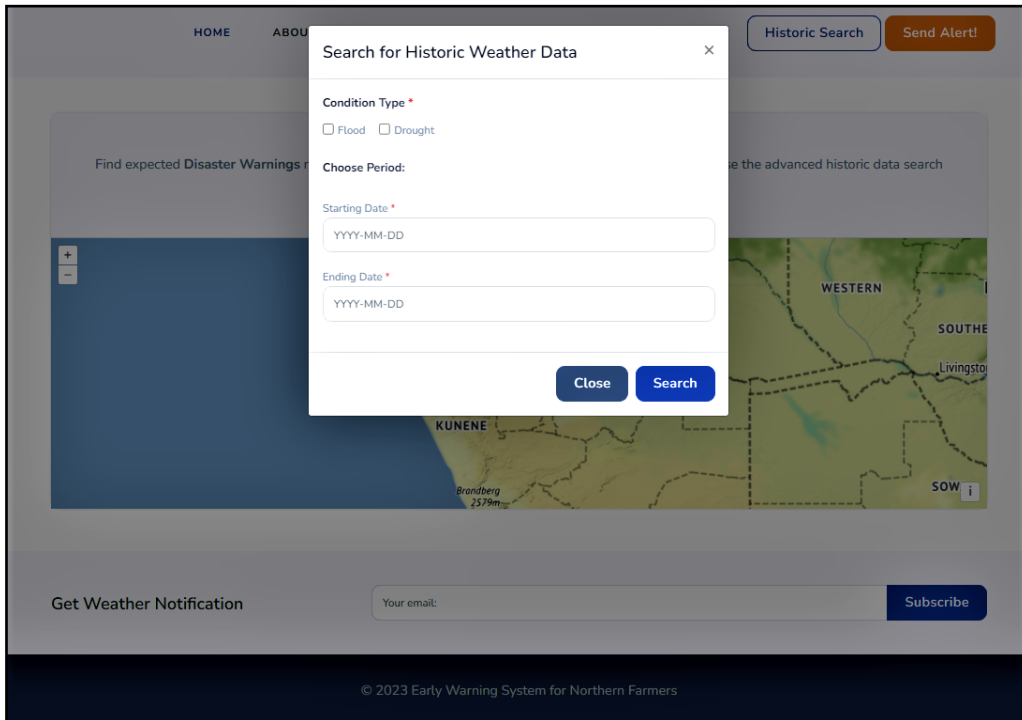 HOME ABOU Historic Search Send Alert!
Search for Historic Weather Data ×
Condition Type *
Flood Drought
Find expected Disaster Warnings r se the advanced historic data search
Choose Period:
Starting Date *
YYYY-MM-DD
+
−
Ending Date *
WESTERN
YYYY-MM-DD
SOUTHE
Livingsto
Close Search
KUNENE
Brandberg
2579m
SOW i
Get Weather Notification Your email: Subscribe
© 2023 Early Warning System for Northern Farmers